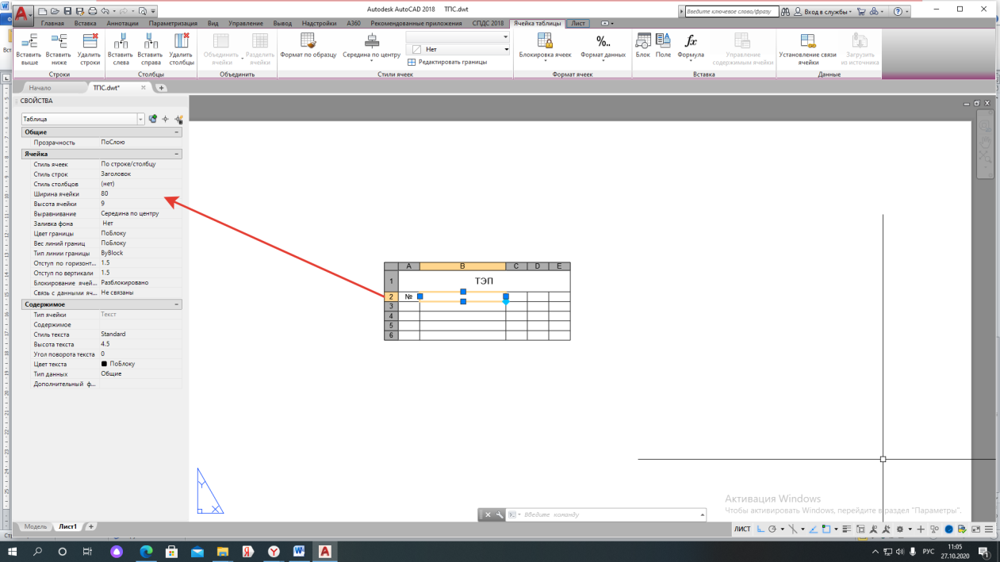 Autodesk AutoCAD 2018 ТПС.dwt
Введите ключевое слово/фразу
Вход в службы
Главная Вставка Аннотации Параметризация Вид Управление Вывод Надстройки A360 Рекомендованные приложения СПДС 2018 Ячейка таблицы Лист
Вставить выше
Вставить ниже
Удалить строки
Вставить слева
Вставить справа
Удалить столбцы
Объединить ячейки
Разделить ячейки
Формат по образцу
Середина по центру
Нет
Редактировать границы
Блокировка ячеек
%..
Формат данных
Блок
Поле
fx
Формула
Управление содержимым ячейки
Установление связи ячейки
Загрузить из источника
Строки Столбцы Объединить Стили ячеек Формат ячеек Вставка Данные
Начало ТПС.dwt*
СВОЙСТВА
Таблица
Общие
Прозрачность ПоСлою
Ячейка
Стиль ячеек По строке/столбцу
Стиль строк Заголовок
Стиль столбцов (нет)
Ширина ячейки 80
Высота ячейки 9
Выравнивание Середина по центру
Заливка фона Нет
Цвет границы ПоБлоку
Вес линий границ ПоБлоку
Тип линии границы ByBlock
Отступ по горизонт... 1.5
Отступ по вертикали 1.5
Блокирование ячей... Разблокировано
Связь с данными яч... Не связаны
Содержимое
Тип ячейки Текст
Содержимое
Стиль текста Standard
Высота текста 4.5
Угол поворота текста 0
Цвет текста ПоБлоку
Тип данных Общие
Дополнительный ф...
A B C D E
1 ТЭП
2 №
3
4
5
6
Y
X
Активация Windows
Чтобы активировать Windows, перейдите в раздел "Параметры".
Введите команду
Модель Лист1 +
ЛИСТ
РУС
11:05
27.10.2020